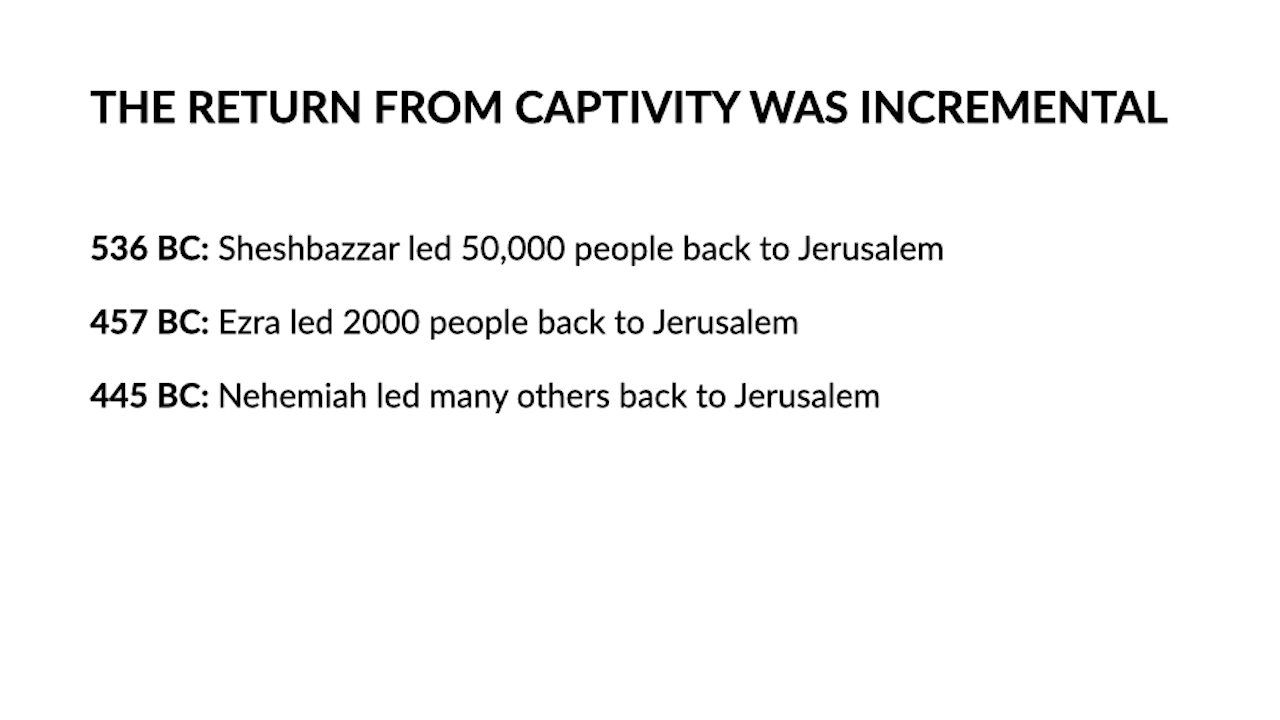 THE RETURN FROM CAPTIVITY WAS INCREMENTAL
536 BC: Sheshbazzar led 50,000 people back to Jerusalem
457 BC: Ezra led 2000 people back to Jerusalem
445 BC: Nehemiah led many others back to Jerusalem